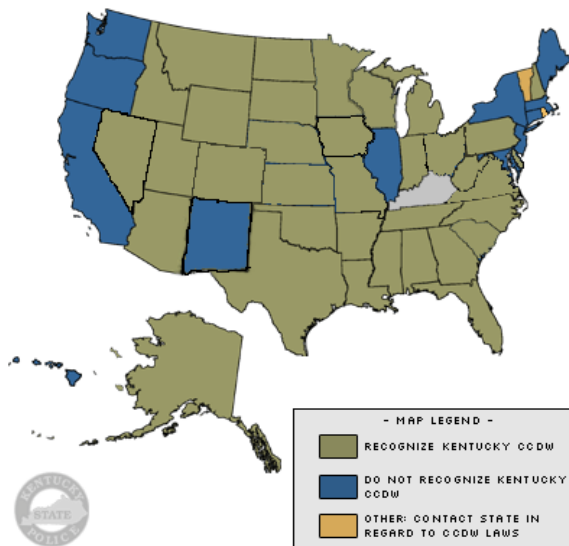 - MAP LEGEND -
RECOGNIZE KENTUCKY CCDW
DO NOT RECOGNIZE KENTUCKY
CCDW
OTHER: CONTACT STATE IN
REGARD TO CCDW LAWS
KENTUCKY
STATE
POLICE